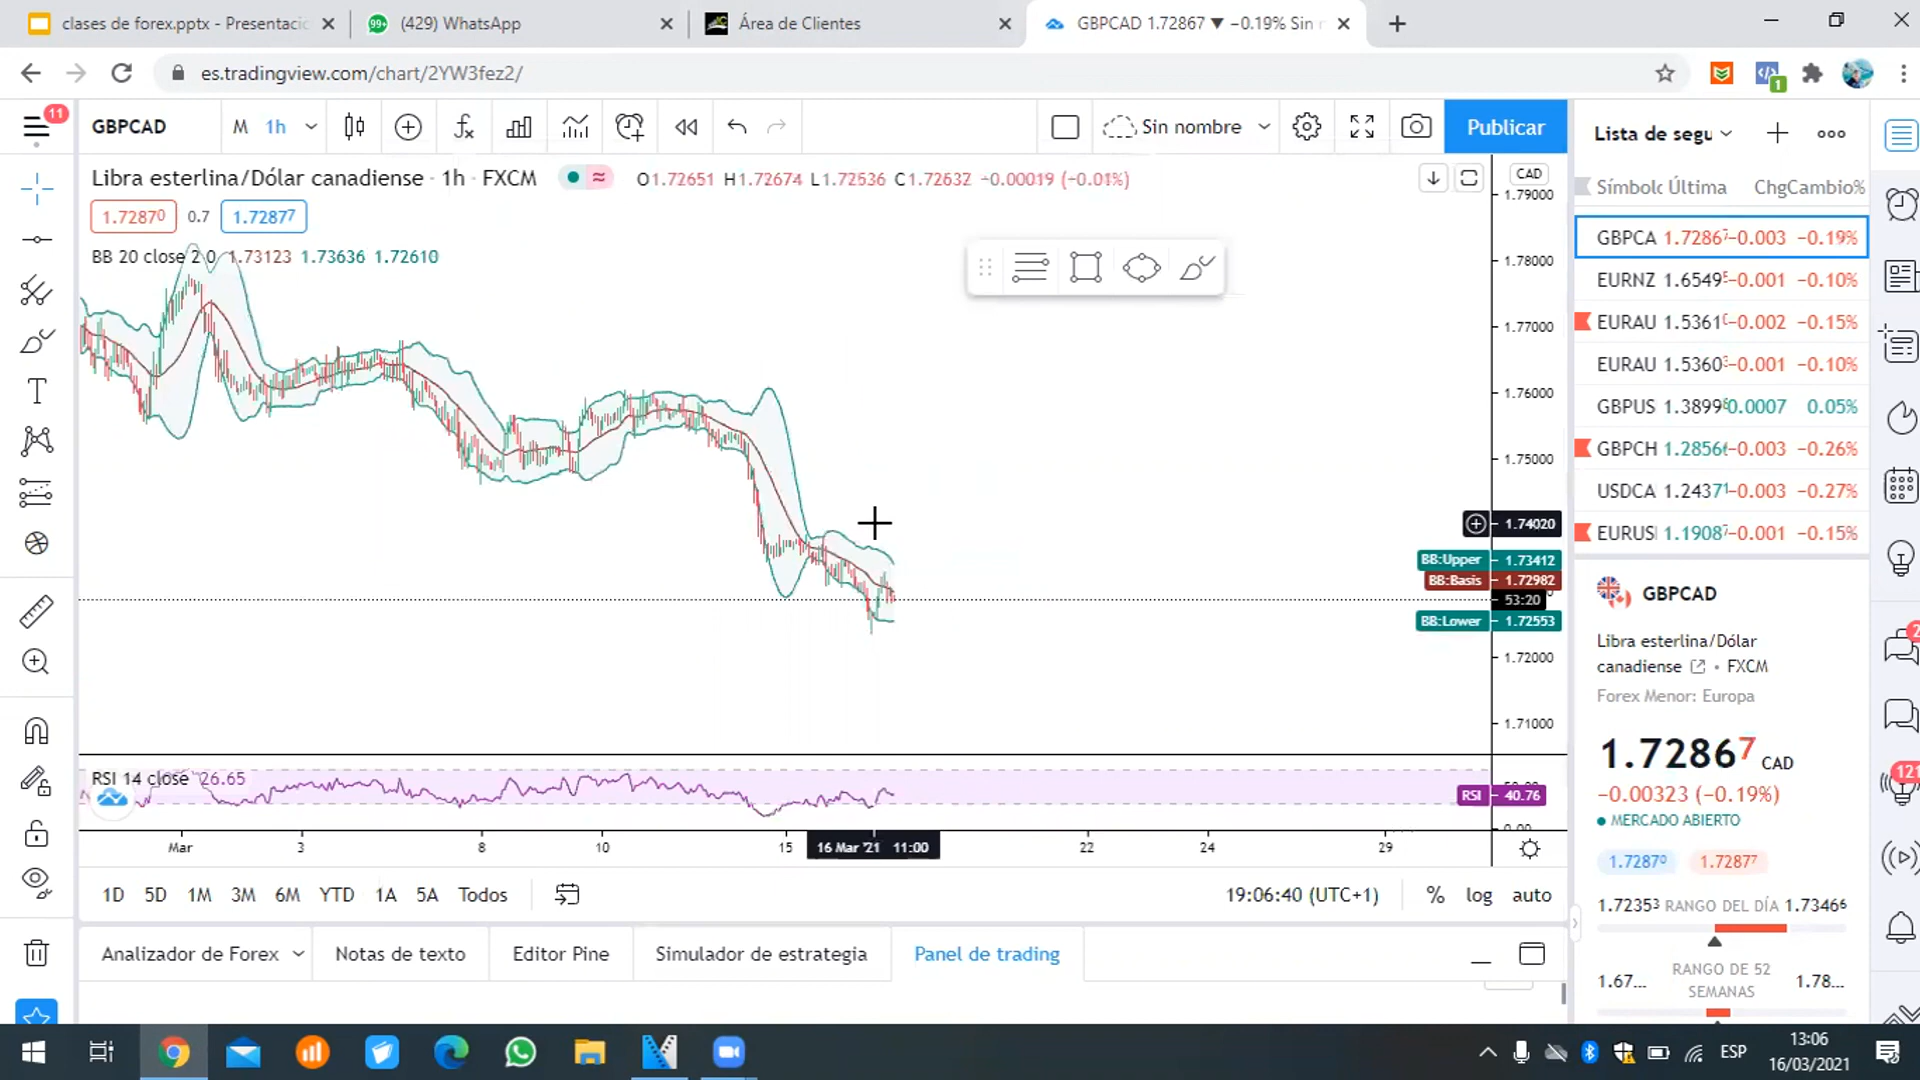 clases de forex.pptx - Presentacio
(429) WhatsApp
Área de Clientes
GBPCAD 1.72867 ▼ −0.19% Sin
es.tradingview.com/chart/2YW3fez2/
11
GBPCAD
M 1h
Sin nombre
Publicar
Lista de segu
Libra esterlina/Dólar canadiense · 1h · FXCM
O1.72651 H1.72674 L1.72536 C1.72632 −0.00019 (−0.01%)
1.72870 0.7 1.72877
BB 20 close 2 0 1.73123 1.73636 1.72610
CAD
1.79000
1.78000
1.77000
1.76000
1.75000
1.74020
BB:Upper 1.73412
BB:Basis 1.72982
53:20
BB:Lower 1.72553
1.72000
1.71000
RSI 14 close 26.65
RSI 40.76
0.00
Mar 3 8 10 15 16 Mar '21 11:00 22 24 29
1D 5D 1M 3M 6M YTD 1A 5A Todos
19:06:40 (UTC+1) % log auto
Analizador de Forex Notas de texto Editor Pine Simulador de estrategia Panel de trading
Símbolo Última ChgCambio%
GBPCA 1.72867 −0.003 −0.19%
EURNZ 1.6549 −0.001 −0.10%
EURAU 1.5361 −0.002 −0.15%
EURAU 1.5360 −0.001 −0.10%
GBPUS 1.3899 0.0007 0.05%
GBPCH 1.2856 −0.003 −0.26%
USDCA 1.2437 −0.003 −0.27%
EURUS 1.1908 −0.001 −0.15%
GBPCAD
Libra esterlina/Dólar
canadiense • FXCM
Forex Menor: Europa
1.72867 CAD
−0.00323 (−0.19%)
MERCADO ABIERTO
1.72870 1.72877
1.72353 RANGO DEL DÍA 1.73466
1.67... RANGO DE 52 SEMANAS 1.78...
121
ESP
13:06
16/03/2021